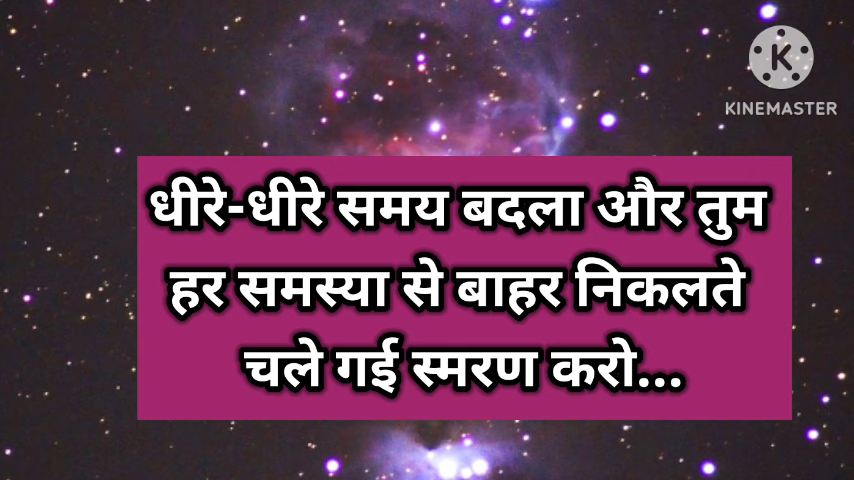 KINEMASTER
धीरे-धीरे समय बदला और तुम
हर समस्या से बाहर निकलते
चले गई स्मरण करो...